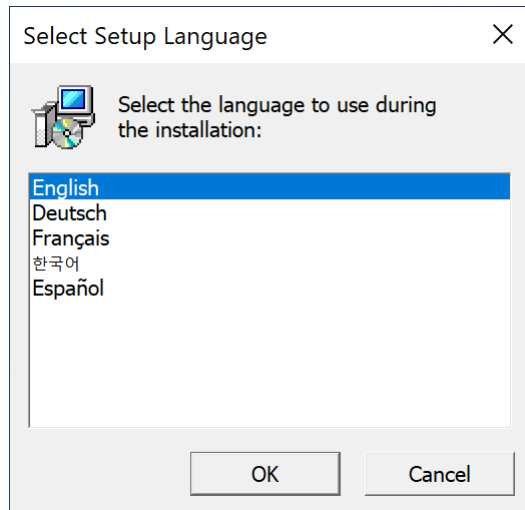 Select Setup Language
Select the language to use during
the installation:
English
Deutsch
Français
한국어
Español
OK
Cancel